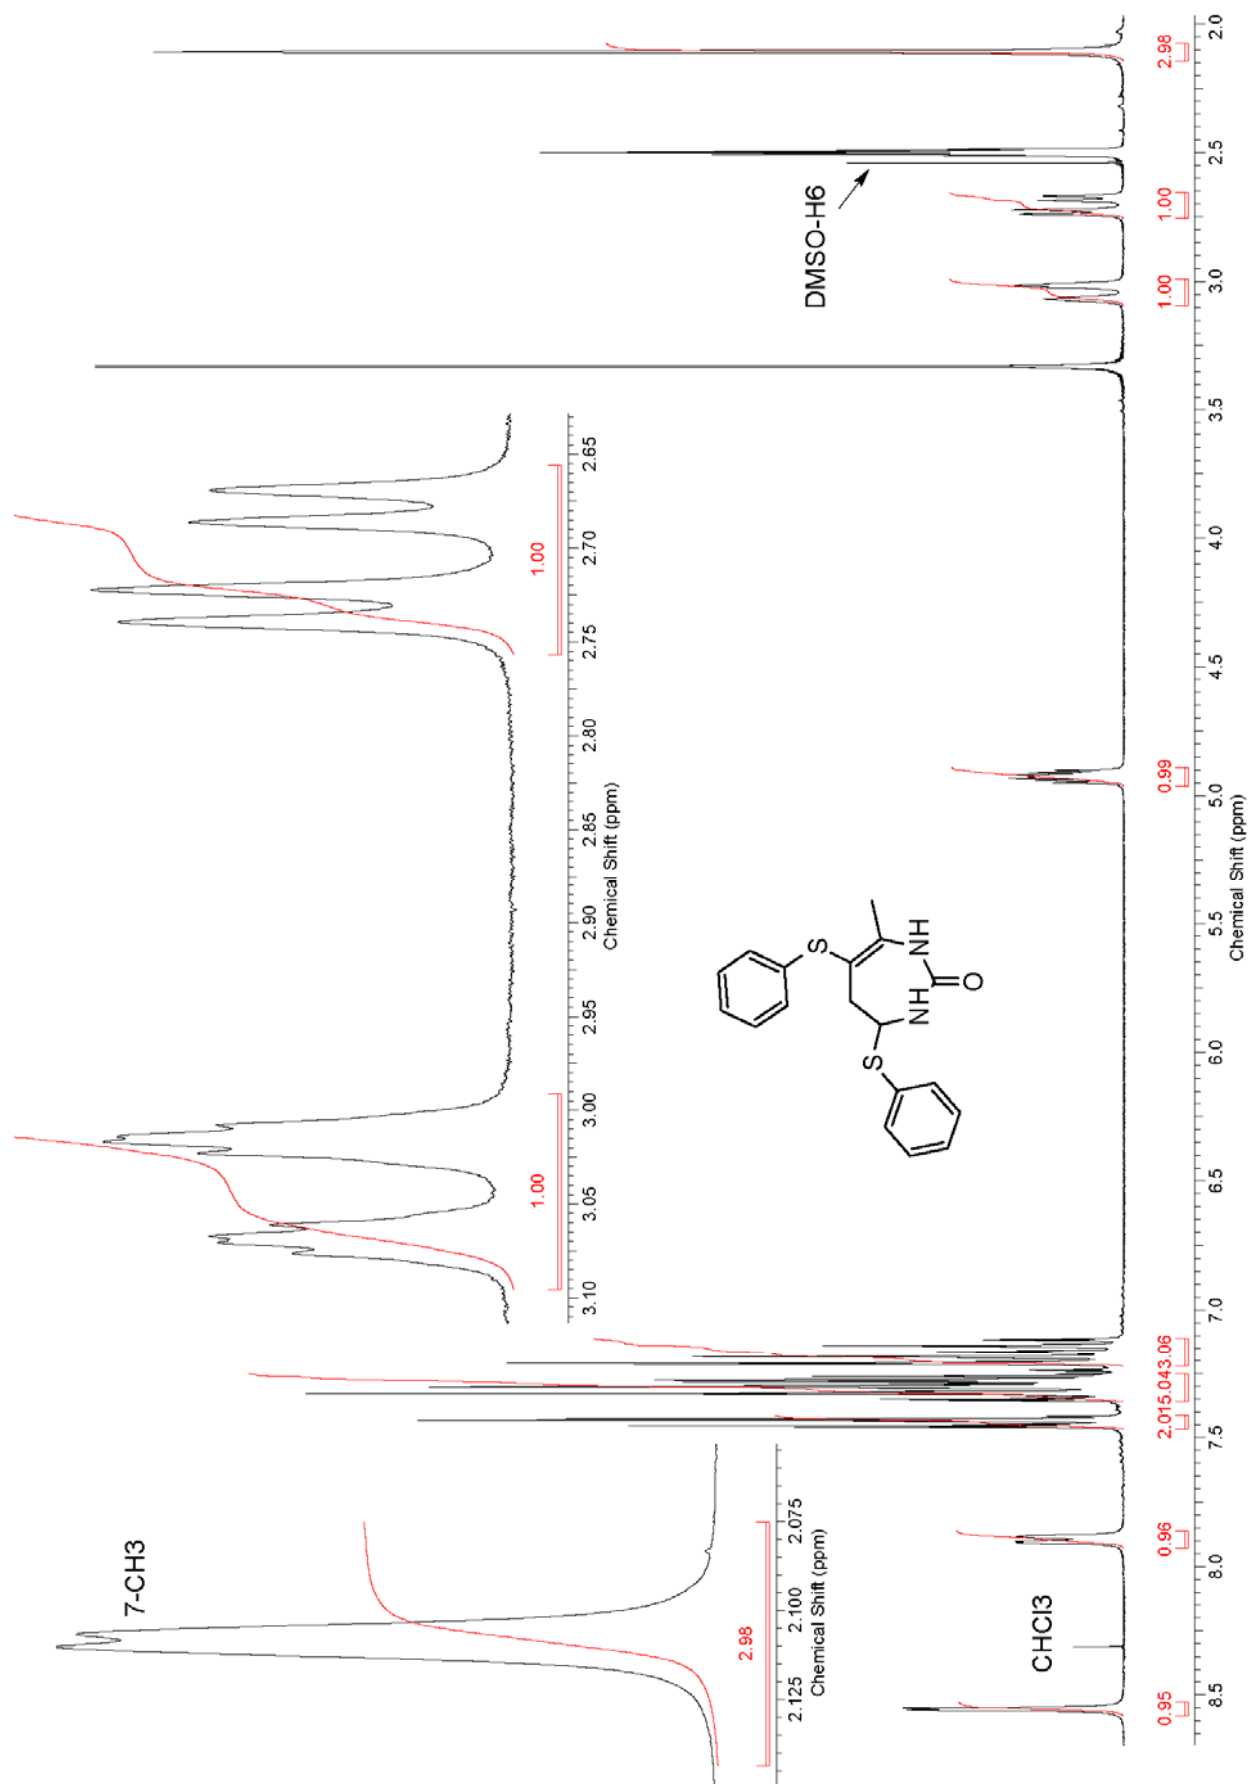 7-CH3
1.00 1.00
3.10 3.05 3.00 2.95 2.90 2.85 2.80 2.75 2.70 2.65
Chemical Shift (ppm)
2.98
2.125 2.100 2.075
Chemical Shift (ppm)
DMSO-H6
S
S
NH NH
O
CHCl3
0.95 0.96 2.01 5.04 3.06 0.99 1.00 1.00 2.98
8.5 8.0 7.5 7.0 6.5 6.0 5.5 5.0 4.5 4.0 3.5 3.0 2.5 2.0
Chemical Shift (ppm)